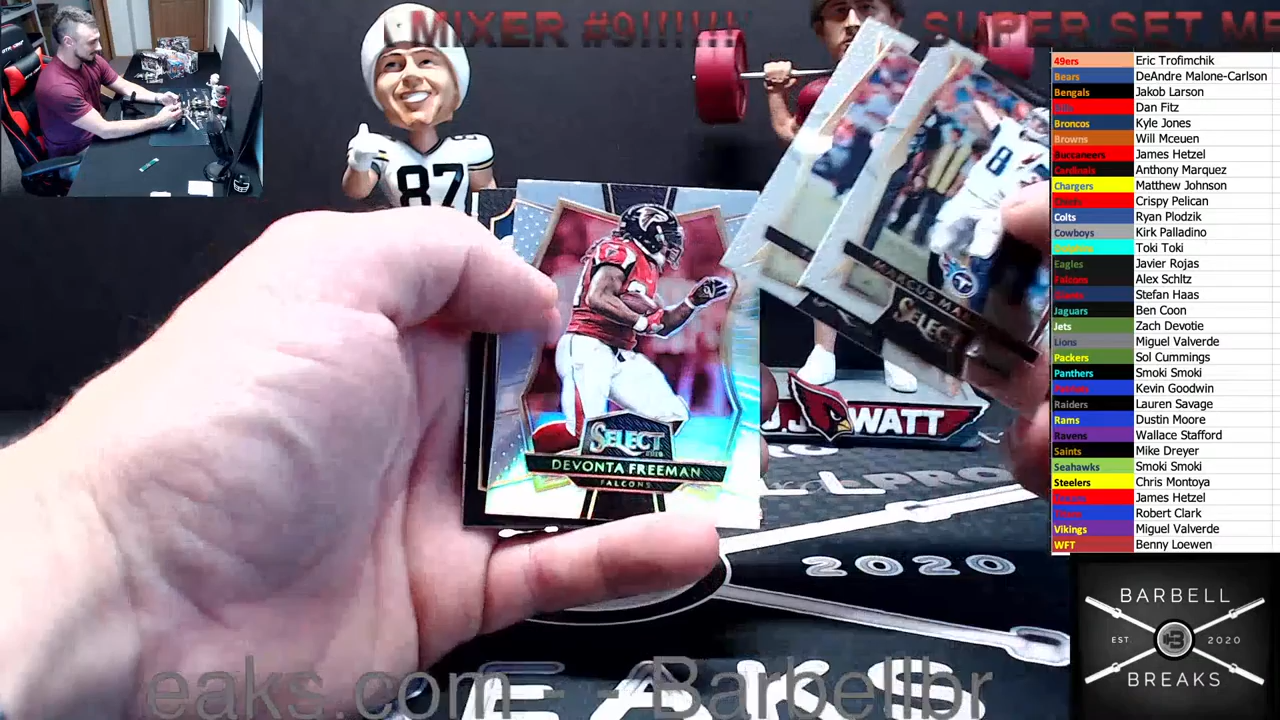 MIXER #9!!!!!!
SUPER SET ME
49ers Eric Trofimchik
Bears DeAndre Malone-Carlson
Bengals Jakob Larson
Bills Dan Fitz
Broncos Kyle Jones
Browns Will Mceuen
Buccaneers James Hetzel
Cardinals Anthony Marquez
Chargers Matthew Johnson
Chiefs Crispy Pelican
Colts Ryan Plodzik
Cowboys Kirk Palladino
Dolphins Toki Toki
Eagles Javier Rojas
Falcons Alex Schltz
Giants Stefan Haas
Jaguars Ben Coon
Jets Zach Devotie
Lions Miguel Valverde
Packers Sol Cummings
Panthers Smoki Smoki
Patriots Kevin Goodwin
Raiders Lauren Savage
Rams Dustin Moore
Ravens Wallace Stafford
Saints Mike Dreyer
Seahawks Smoki Smoki
Steelers Chris Montoya
Texans James Hetzel
Titans Robert Clark
Vikings Miguel Valverde
WFT Benny Loewen
87
8
MARCUS MA
SELECT
SELECT
2016
DEVONTA FREEMAN
FALCONS
J.J. WATT
LLPRO
2020
EAKS
eaks.com - - Barbellbr
BARBELL
EST 2020
BREAKS